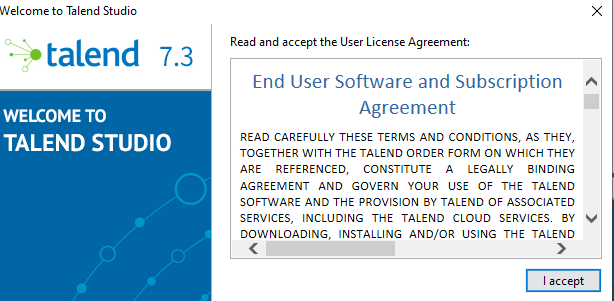 Welcome to Talend Studio
talend 7.3
WELCOME TO
TALEND STUDIO
Read and accept the User License Agreement:
End User Software and Subscription
Agreement
READ CAREFULLY THESE TERMS AND CONDITIONS, AS THEY,
TOGETHER WITH THE TALEND ORDER FORM ON WHICH THEY
ARE REFERENCED, CONSTITUTE A LEGALLY BINDING
AGREEMENT AND GOVERN YOUR USE OF THE TALEND
SOFTWARE AND THE PROVISION BY TALEND OF ASSOCIATED
SERVICES, INCLUDING THE TALEND CLOUD SERVICES. BY
DOWNLOADING, INSTALLING AND/OR USING THE TALEND
I accept